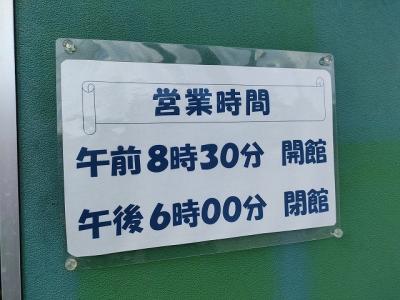 営業時間
午前8時30分 開館
午後6時00分 閉館